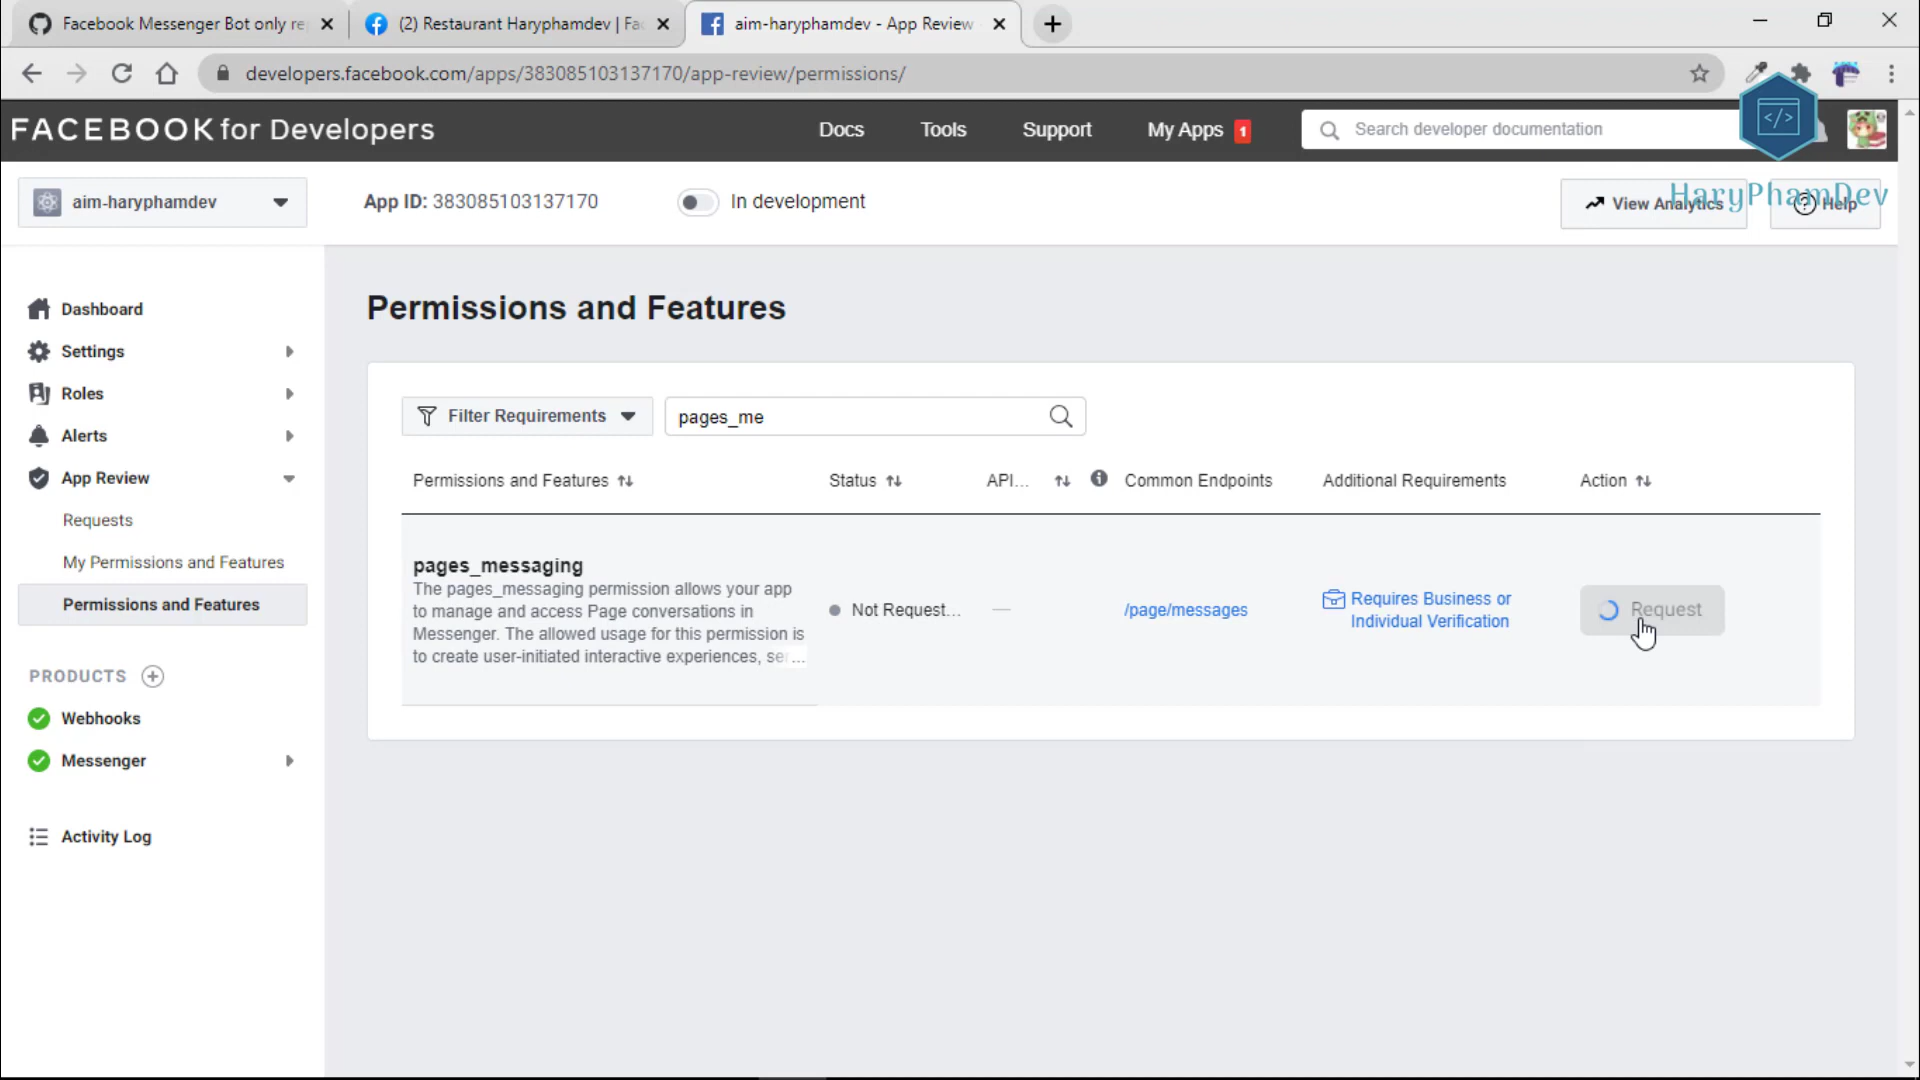 Facebook Messenger Bot only re
(2) Restaurant Haryphamdev | Fac
aim-haryphamdev - App Review
developers.facebook.com/apps/383085103137170/app-review/permissions/
FACEBOOK for Developers
Docs
Tools
Support
My Apps 1
Search developer documentation
</>
HaryPhamDev
aim-haryphamdev
App ID: 383085103137170
In development
View Analytics
Help
Dashboard
Settings
Roles
Alerts
App Review
Requests
My Permissions and Features
Permissions and Features
PRODUCTS
Webhooks
Messenger
Activity Log
Permissions and Features
Filter Requirements
pages_me
Permissions and Features
Status
API...
Common Endpoints
Additional Requirements
Action
pages_messaging
The pages_messaging permission allows your app
to manage and access Page conversations in
Messenger. The allowed usage for this permission is
to create user-initiated interactive experiences, se...
Not Request...
—
/page/messages
Requires Business or
Individual Verification
Request